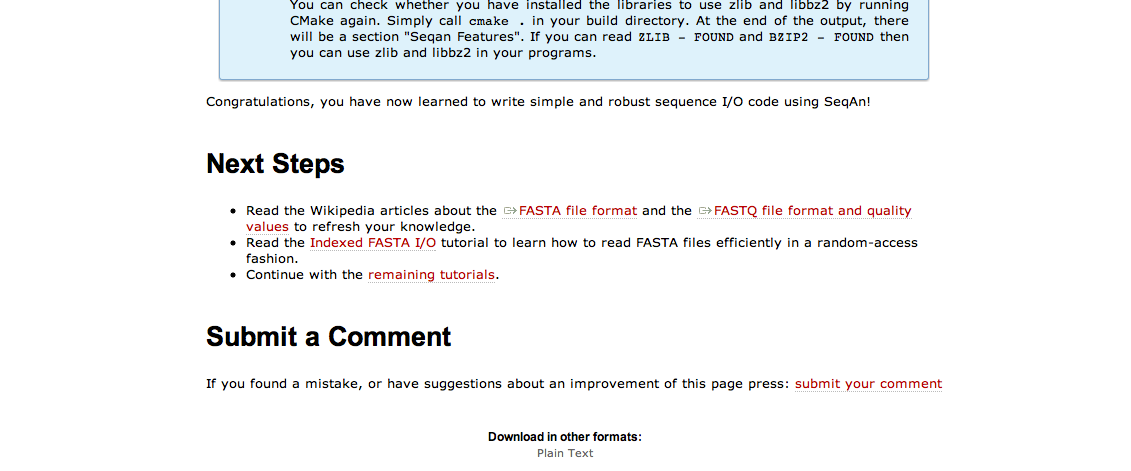 You can check whether you have installed the libraries to use zlib and libbz2 by running
CMake again. Simply call cmake . in your build directory. At the end of the output, there
will be a section "Seqan Features". If you can read ZLIB - FOUND and BZIP2 - FOUND then
you can use zlib and libbz2 in your programs.
Congratulations, you have now learned to write simple and robust sequence I/O code using SeqAn!
Next Steps
• Read the Wikipedia articles about the FASTA file format and the FASTQ file format and quality
values to refresh your knowledge.
• Read the Indexed FASTA I/O tutorial to learn how to read FASTA files efficiently in a random-access
fashion.
• Continue with the remaining tutorials.
Submit a Comment
If you found a mistake, or have suggestions about an improvement of this page press: submit your comment
Download in other formats:
Plain Text